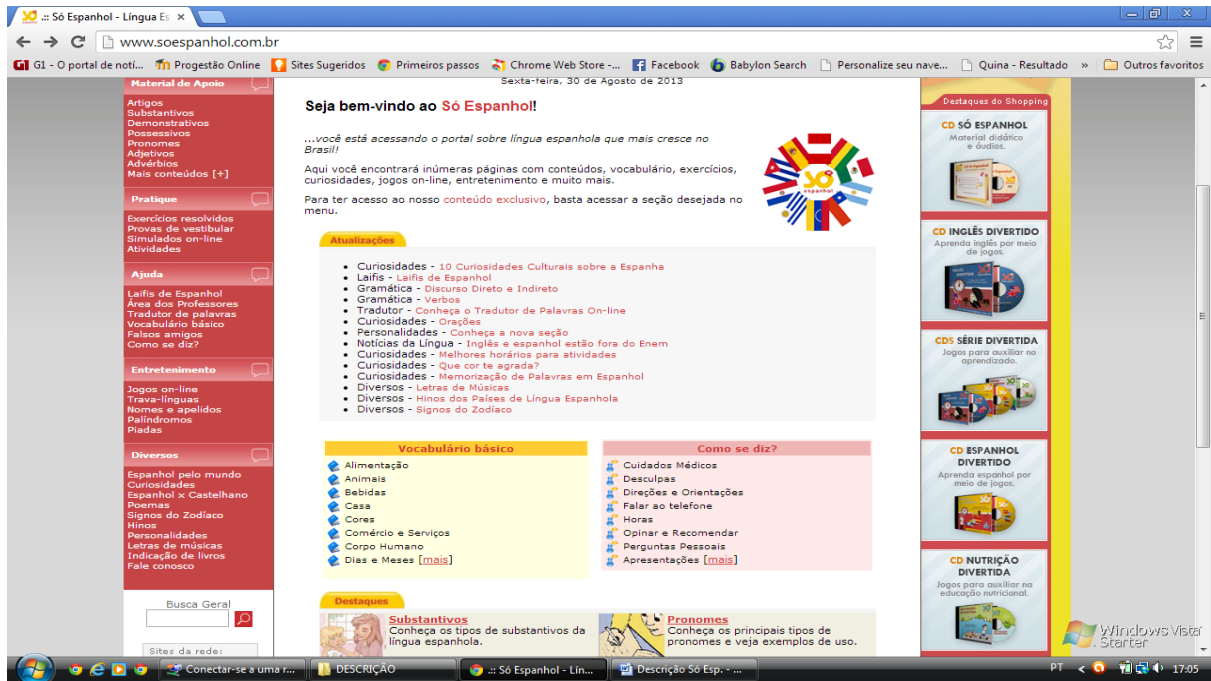 .:: Só Espanhol - Língua Es
www.soespanhol.com.br
G1 - O portal de notí...
Progestão Online
Sites Sugeridos
Primeiros passos
Chrome Web Store -...
Facebook
Babylon Search
Personalize seu nave...
Quina - Resultado
»
Outros favoritos
Material de Apoio
Artigos
Substantivos
Demonstrativos
Possessivos
Pronomes
Adjetivos
Advérbios
Mais conteúdos [+]
Pratique
Exercícios resolvidos
Provas de vestibular
Simulados on-line
Atividades
Ajuda
Laifis de Espanhol
Área dos Professores
Tradutor de palavras
Vocabulário básico
Falsos amigos
Como se diz?
Entretenimento
Jogos on-line
Trava-línguas
Nomes e apelidos
Palíndromos
Piadas
Diversos
Espanhol pelo mundo
Curiosidades
Espanhol x Castelhano
Poemas
Signos do Zodíaco
Hinos
Personalidades
Letras de músicas
Indicação de livros
Fale conosco
Busca Geral
Sites da rede:
Sexta-feira, 30 de Agosto de 2013
Seja bem-vindo ao Só Espanhol!
...você está acessando o portal sobre língua espanhola que mais cresce no
Brasil!
Aqui você encontrará inúmeras páginas com conteúdos, vocabulário, exercícios,
curiosidades, jogos on-line, entretenimento e muito mais.
Para ter acesso ao nosso conteúdo exclusivo, basta acessar a seção desejada no
menu.
só
espanhol
Atualizações
• Curiosidades - 10 Curiosidades Culturais sobre a Espanha
• Laifis - Laifis de Espanhol
• Gramática - Discurso Direto e Indireto
• Gramática - Verbos
• Tradutor - Conheça o Tradutor de Palavras On-line
• Curiosidades - Orações
• Personalidades - Conheça a nova seção
• Notícias da Língua - Inglês e espanhol estão fora do Enem
• Curiosidades - Melhores horários para atividades
• Curiosidades - Que cor te agrada?
• Curiosidades - Memorização de Palavras em Espanhol
• Diversos - Letras de Músicas
• Diversos - Hinos dos Países de Língua Espanhola
• Diversos - Signos do Zodíaco
Vocabulário básico
Alimentação
Animais
Bebidas
Casa
Cores
Comércio e Serviços
Corpo Humano
Dias e Meses [mais]
Como se diz?
Cuidados Médicos
Desculpas
Direções e Orientações
Falar ao telefone
Horas
Opinar e Recomendar
Perguntas Pessoais
Apresentações [mais]
Destaques
Substantivos
Conheça os tipos de substantivos da
língua espanhola.
Pronomes
Conheça os principais tipos de
pronomes e veja exemplos de uso.
Destaques do Shopping
CD SÓ ESPANHOL
Material didático
e áudios.
CD INGLÊS DIVERTIDO
Aprenda inglês por meio
de jogos.
CDS SÉRIE DIVERTIDA
Jogos para auxiliar no
aprendizado.
CD ESPANHOL
DIVERTIDO
Aprenda espanhol por
meio de jogos.
CD NUTRIÇÃO
DIVERTIDA
Jogos para auxiliar na
educação nutricional.
Windows Vista
Starter
Conectar-se a uma r...
DESCRIÇÃO
.:: Só Espanhol - Lín...
Descrição Só Esp. - ...
PT
17:05